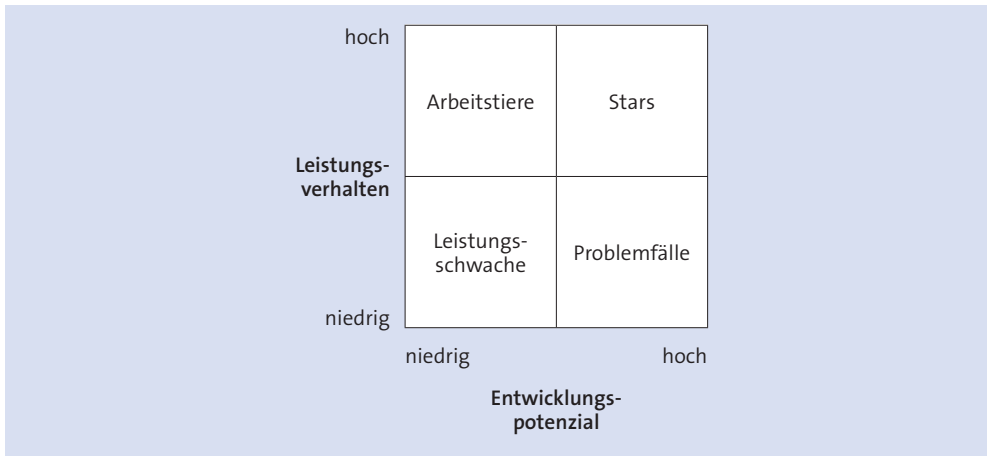 hoch
Arbeitstiere
Stars
Leistungs-
verhalten
Leistungs-
schwache
Problemfälle
niedrig
niedrig
hoch
Entwicklungs-
potenzial